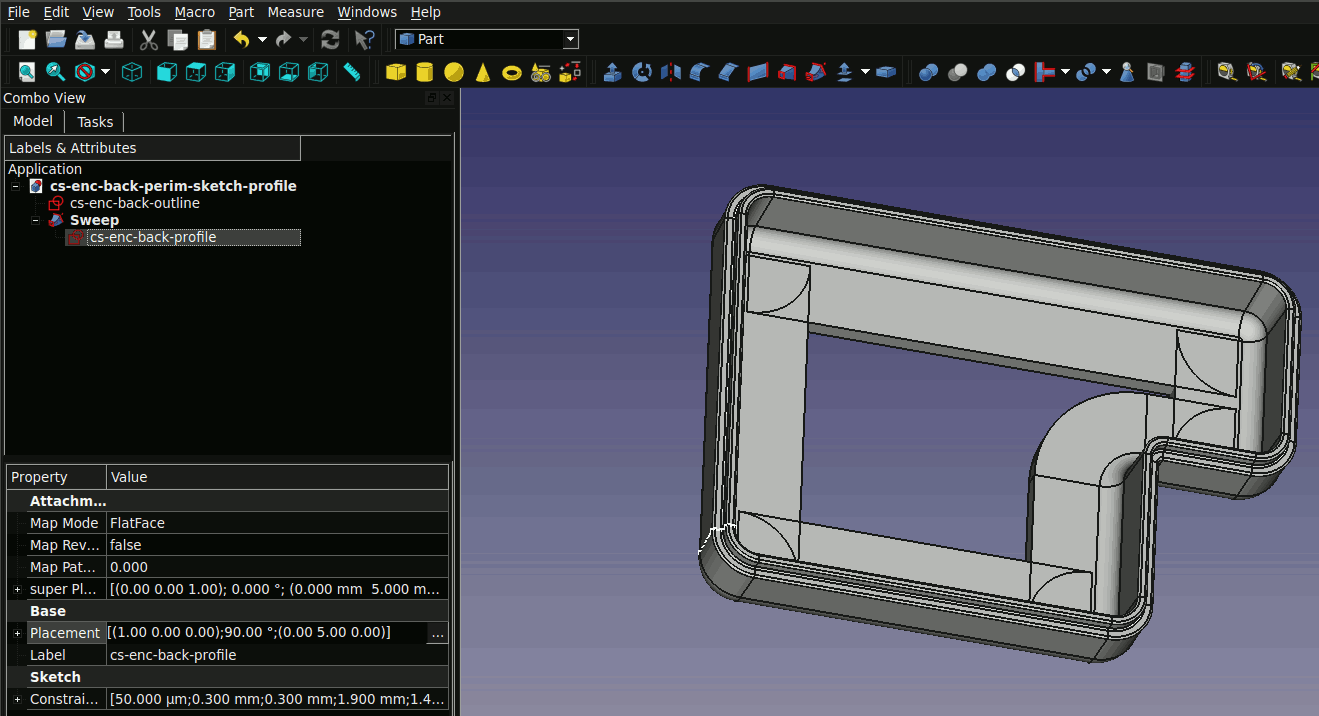 File Edit View Tools Macro Part Measure Windows Help
Part
Combo View
Model Tasks
Labels & Attributes
Application
cs-enc-back-perim-sketch-profile
cs-enc-back-outline
Sweep
cs-enc-back-profile
Property Value
Attachm...
Map Mode FlatFace
Map Rev... false
Map Pat... 0.000
super Pl... [(0.00 0.00 1.00); 0.000 °; (0.000 mm 5.000 m...
Base
Placement [(1.00 0.00 0.00);90.00 °;(0.00 5.00 0.00)] ...
Label cs-enc-back-profile
Sketch
Constrai... [50.000 µm;0.300 mm;0.300 mm;1.900 mm;1.4...